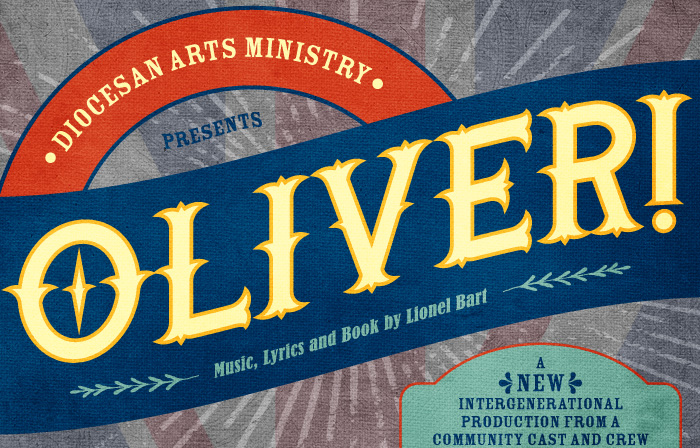 DIOCESAN ARTS MINISTRY
PRESENTS
OLIVER!
Music, Lyrics and Book by Lionel Bart
A
NEW
INTERGENERATIONAL
PRODUCTION FROM A
COMMUNITY CAST AND CREW